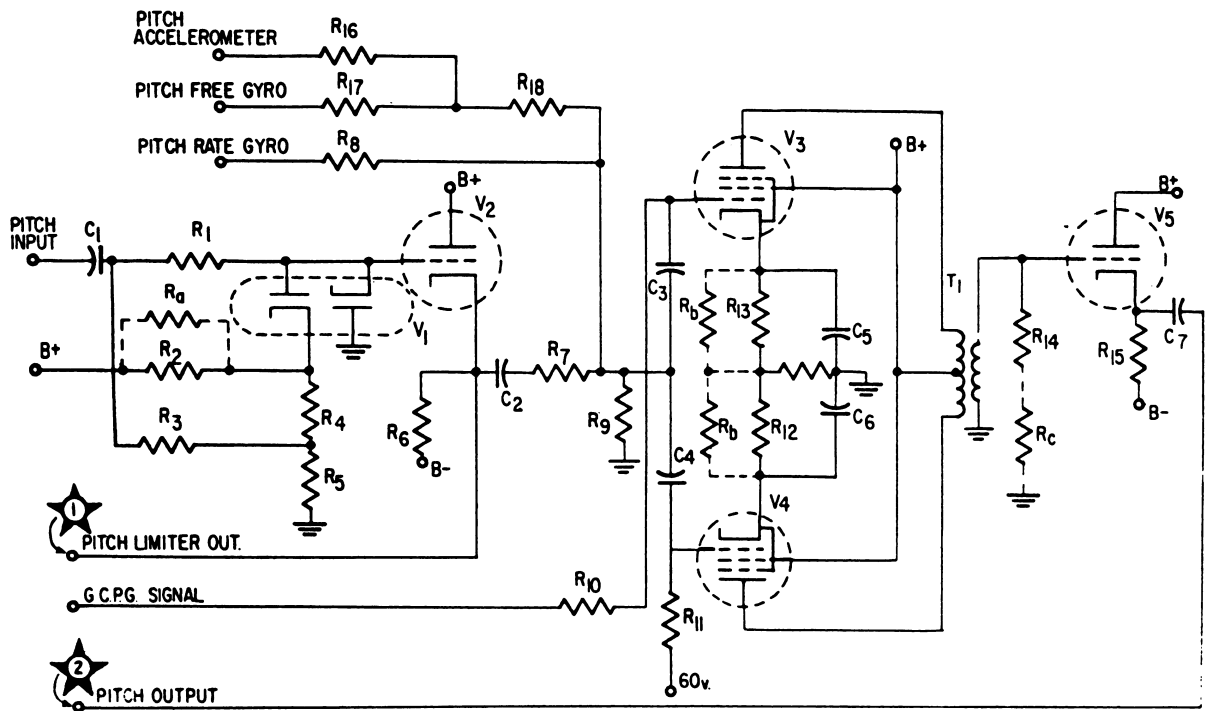 PITCH
ACCELEROMETER
R16
PITCH FREE GYRO
R17
R18
PITCH RATE GYRO
R8
V3
B+
B+
V2
B+
V5
PITCH
INPUT
C1
R1
C3
Rb
R13
T1
Ra
V1
C5
R14
R15
C7
B+
R2
R7
C2
R3
R4
R6
R9
Rb
R12
C6
B-
Rc
B-
C4
R5
1
V4
PITCH LIMITER OUT.
G.C.P.G. SIGNAL
R10
R11
2
60v.
PITCH OUTPUT